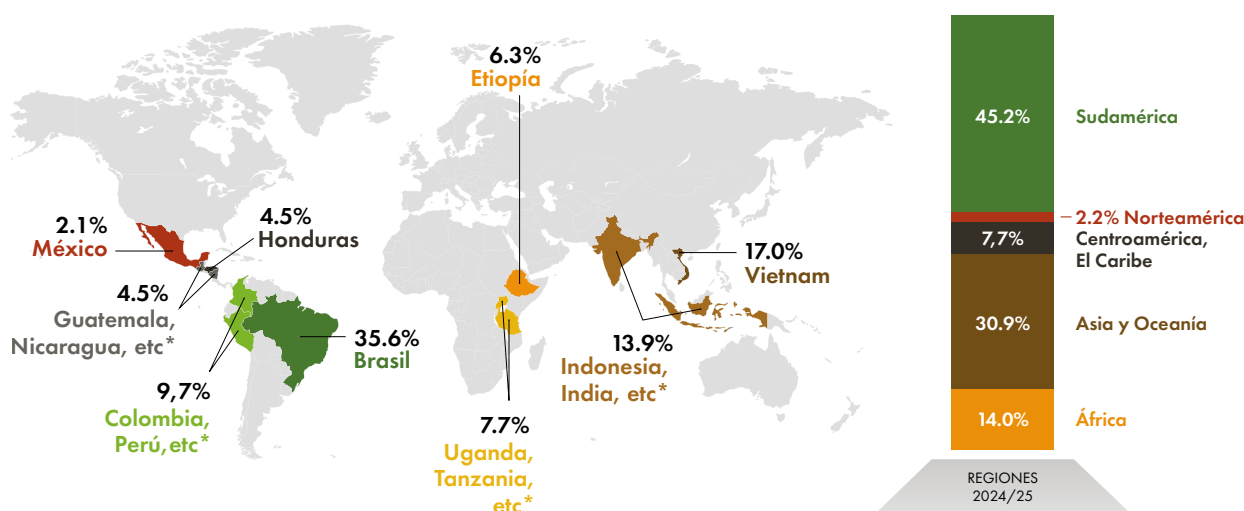 6.3%
Etiopía
2.1%
México
4.5%
Honduras
4.5%
Guatemala,
Nicaragua, etc*
35.6%
Brasil
9,7%
Colombia,
Perú,etc*
7.7%
Uganda,
Tanzania,
etc*
17.0%
Vietnam
13.9%
Indonesia,
India, etc*
45.2%
Sudamérica
2.2% Norteamérica
7,7%
Centroamérica,
El Caribe
30.9%
Asia y Oceanía
14.0%
África
REGIONES
2024/25